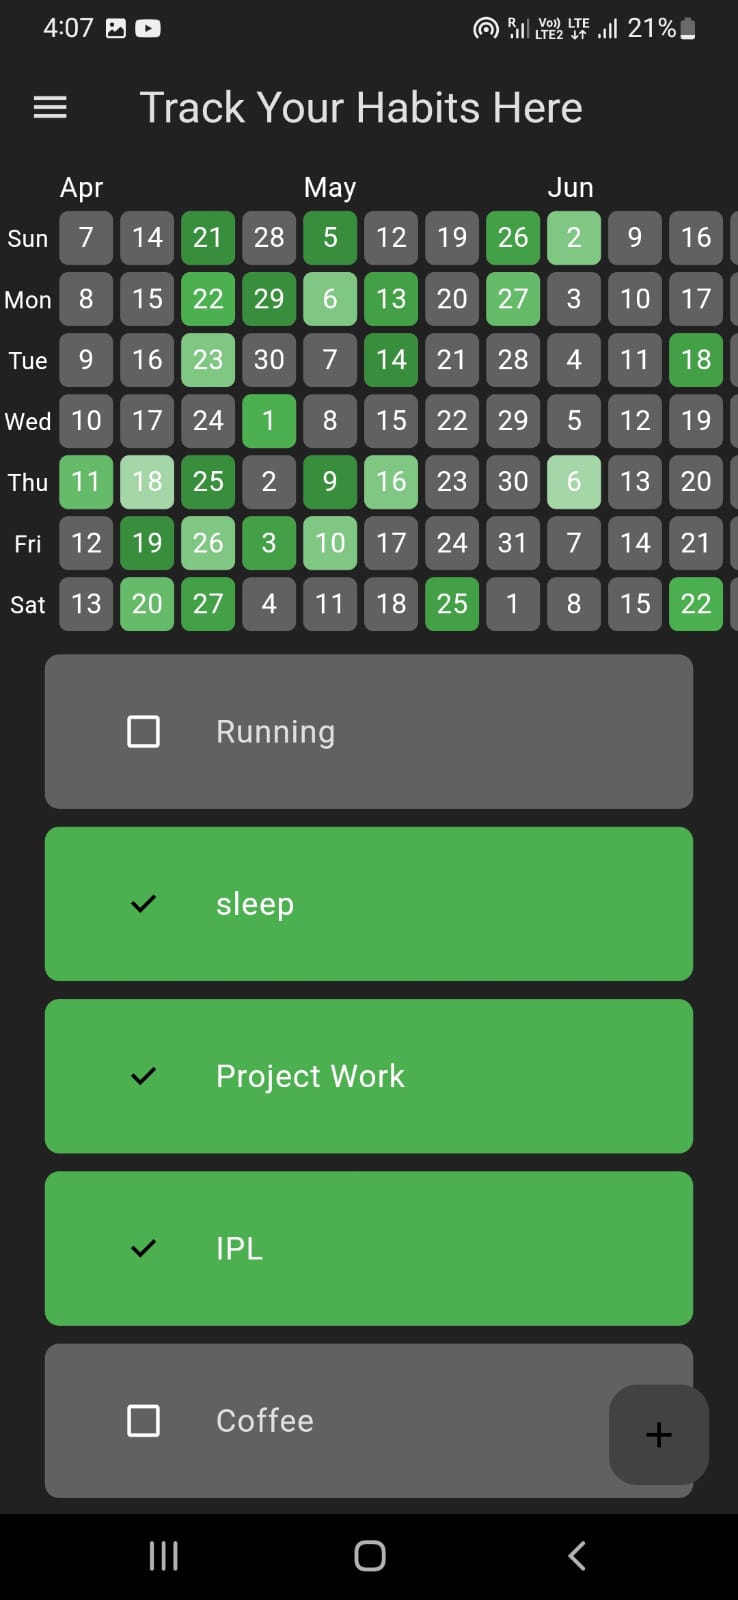 4:07 R Vo)) LTE2 LTE 21%
Track Your Habits Here
Apr May Jun
Sun 7 14 21 28 5 12 19 26 2 9 16
Mon 8 15 22 29 6 13 20 27 3 10 17
Tue 9 16 23 30 7 14 21 28 4 11 18
Wed 10 17 24 1 8 15 22 29 5 12 19
Thu 11 18 25 2 9 16 23 30 6 13 20
Fri 12 19 26 3 10 17 24 31 7 14 21
Sat 13 20 27 4 11 18 25 1 8 15 22
Running
sleep
Project Work
IPL
Coffee
+